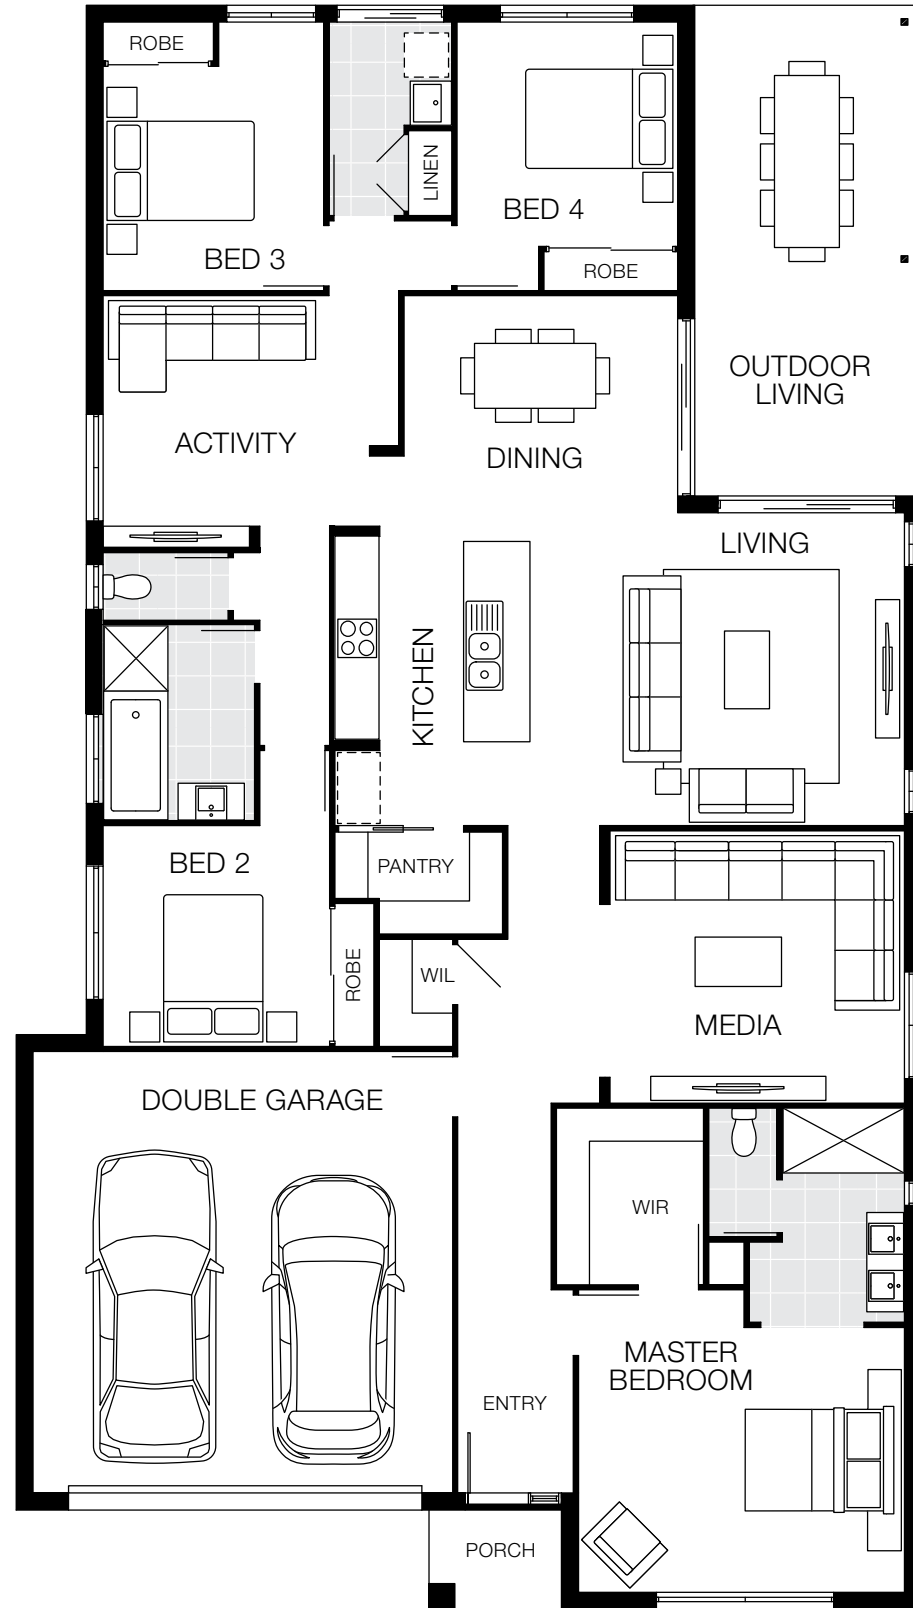 ROBE
LINEN
BED 4
BED 3
ROBE
OUTDOOR
LIVING
ACTIVITY
DINING
LIVING
KITCHEN
BED 2
PANTRY
ROBE
WIL
MEDIA
DOUBLE GARAGE
WIR
MASTER
BEDROOM
ENTRY
PORCH